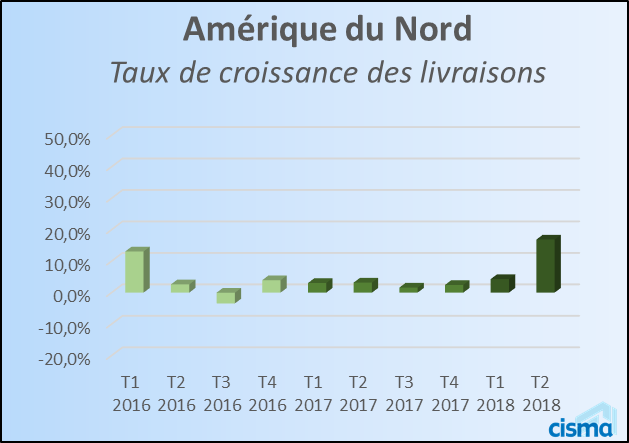 Amérique du Nord
Taux de croissance des livraisons
50,0%
40,0%
30,0%
20,0%
10,0%
0,0%
-10,0%
-20,0%
T1 T2 T3 T4 T1 T2 T3 T4 T1 T2
2016 2016 2016 2016 2017 2017 2017 2017 2018 2018
cisma